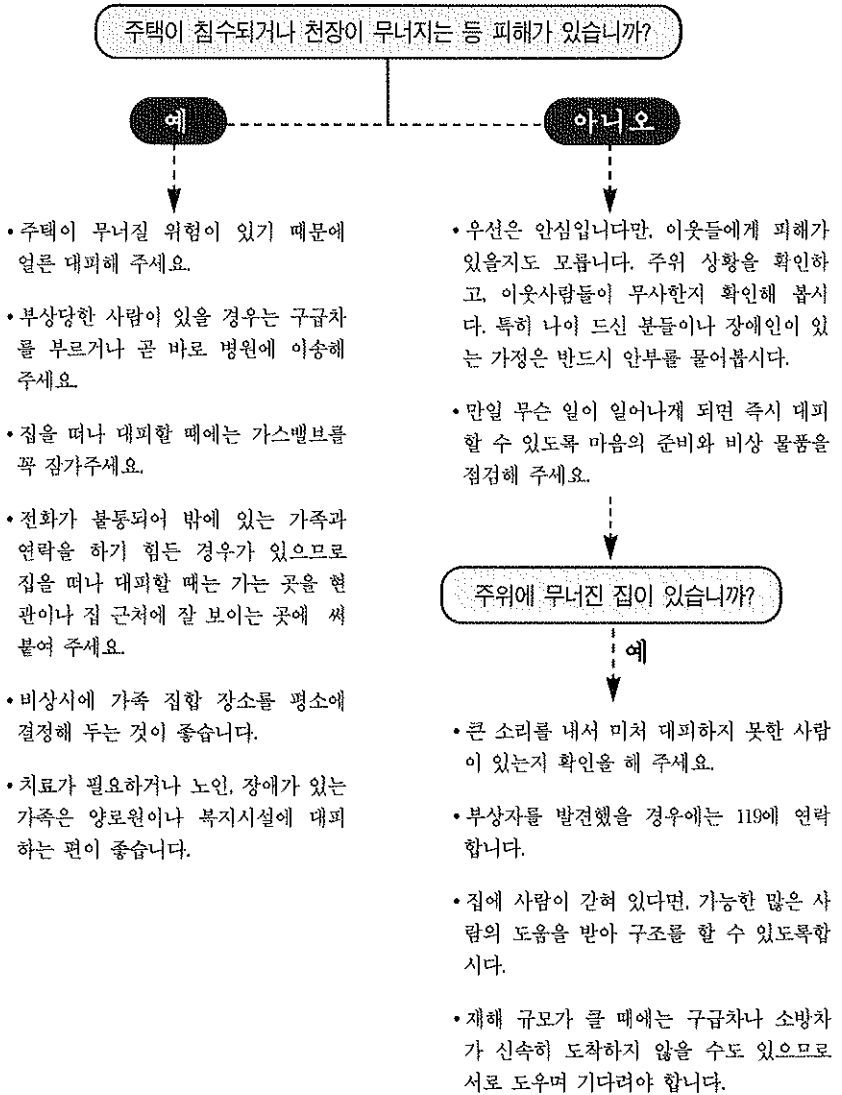 주택이 침수되거나 천장이 무너지는 등 피해가 있습니까?
예
아니오
• 주택이 무너질 위험이 있기 때문에
얼른 대피해 주세요.
• 부상당한 사람이 있을 경우는 구급차
를 부르거나 곧 바로 병원에 이송해
주세요.
• 집을 떠나 대피할 때에는 가스밸브를
꼭 잠가주세요.
• 전화가 불통되어 밖에 있는 가족과
연락을 하기 힘든 경우가 있으므로
집을 떠나 대피할 때는 가는 곳을 현
관이나 집 근처에 잘 보이는 곳에 써
붙여 주세요.
• 비상시에 가족 집합 장소를 평소에
결정해 두는 것이 좋습니다.
• 치료가 필요하거나 노인, 장애가 있는
가족은 양로원이나 복지시설에 대피
하는 편이 좋습니다.
• 우선은 안심입니다만, 이웃들에게 피해가
있을지도 모릅니다. 주위 상황을 확인하
고, 이웃사람들이 무사한지 확인해 봅시
다. 특히 나이 드신 분들이나 장애인이 있
는 가정은 반드시 안부를 물어봅시다.
• 만일 무슨 일이 일어나게 되면 즉시 대피
할 수 있도록 마음의 준비와 비상 물품을
점검해 주세요.
주위에 무너진 집이 있습니까?
예
• 큰 소리를 내서 미처 대피하지 못한 사람
이 있는지 확인을 해 주세요.
• 부상자를 발견했을 경우에는 119에 연락
합니다.
• 집에 사람이 갇혀 있다면, 가능한 많은 사
람의 도움을 받아 구조를 할 수 있도록합
시다.
• 재해 규모가 클 때에는 구급차나 소방차
가 신속히 도착하지 않을 수도 있으므로
서로 도우며 기다려야 합니다.